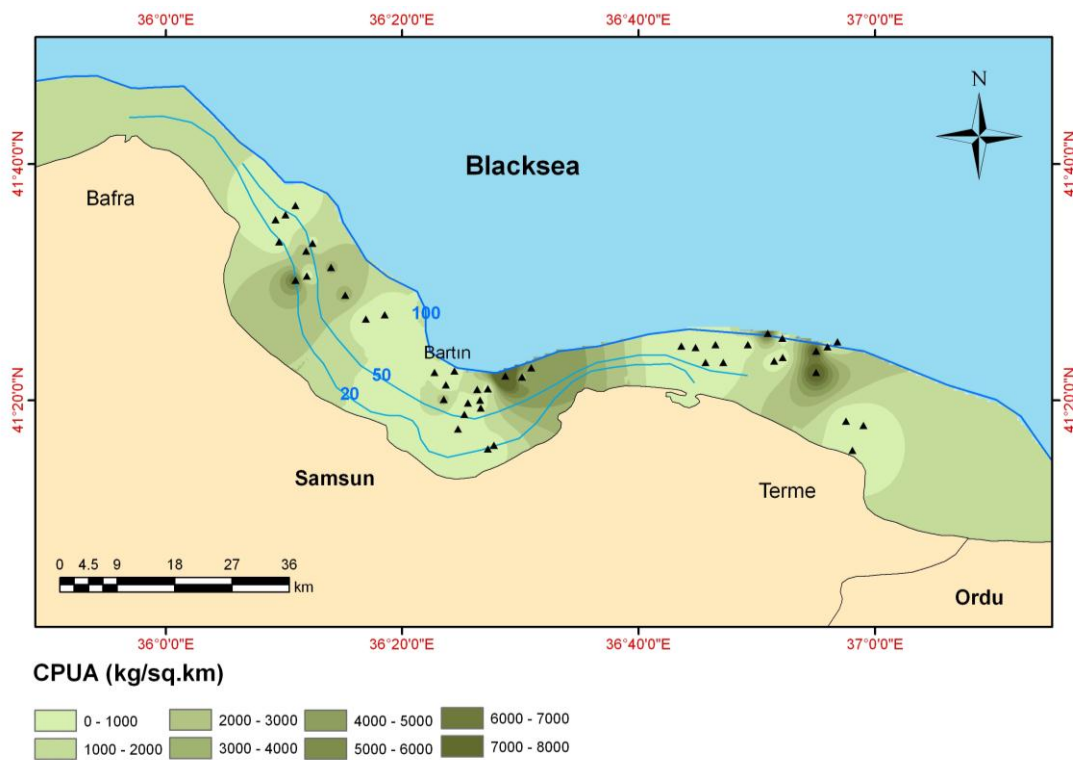 36°0'0"E 36°20'0"E 36°40'0"E 37°0'0"E
N
41°40'0"N 41°40'0"N
Blacksea
Bafra
100
Bartın
50
20
41°20'0"N 41°20'0"N
Samsun
Terme
0 4.5 9 18 27 36
km
Ordu
36°0'0"E 36°20'0"E 36°40'0"E 37°0'0"E
CPUA (kg/sq.km)
0 - 1000 2000 - 3000 4000 - 5000 6000 - 7000
1000 - 2000 3000 - 4000 5000 - 6000 7000 - 8000